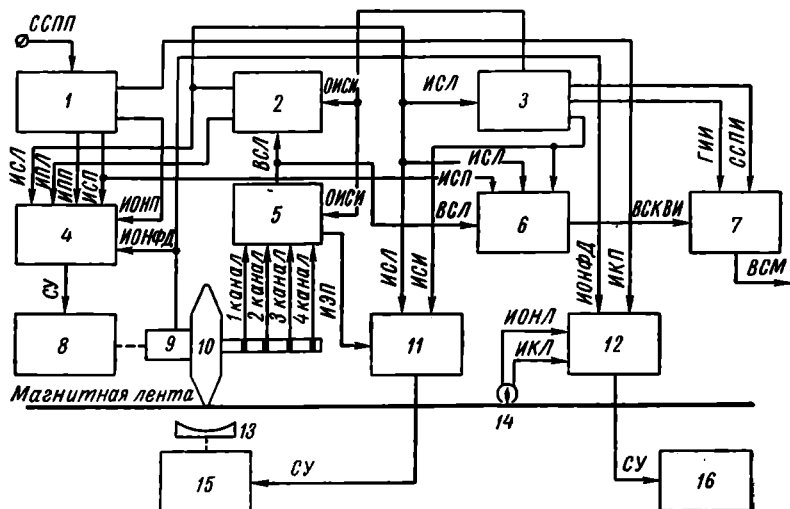 ССПП
1
2
3
ОИСИ
ИСЛ
ИСЛ
ИПЛ
ИПП
ИСП
ВСЛ
ГИИ
ССПИ
ИСЛ
ИСП
ИОНП
ИОНФД
4
5
ОИСИ
ВСЛ
6
ВСКВИ
7
ВСМ
СУ
1 канал
2 канал
3 канал
4 канал
ИЭП
ИСЛ
ИСИ
ИОНФД
ИКП
8
9
10
11
ИОНЛ
ИКЛ
12
Магнитная лента
13
14
15
СУ
СУ
16